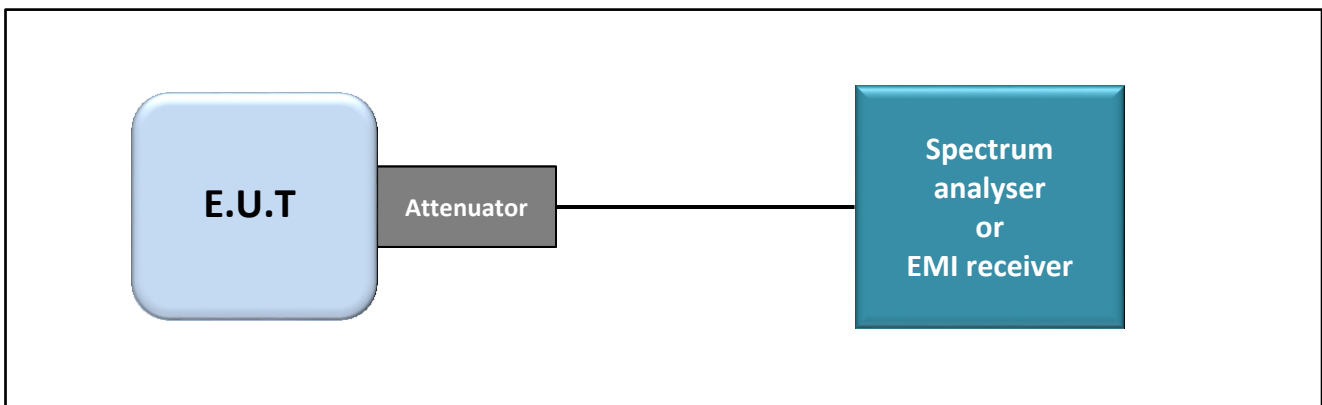 E.U.T
Attenuator
Spectrum
analyser
or
EMI receiver